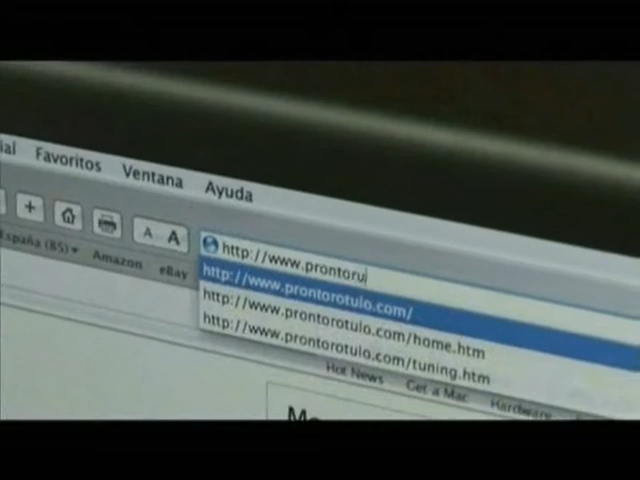 Favoritos Ventana Ayuda
+ A A
http://www.prontoru
España (85) Amazon eBay
http://www.prontorotulo.com/
http://www.prontorotulo.com/home.htm
http://www.prontorotulo.com/tuning.htm
Hot News Get a Mac Hardware